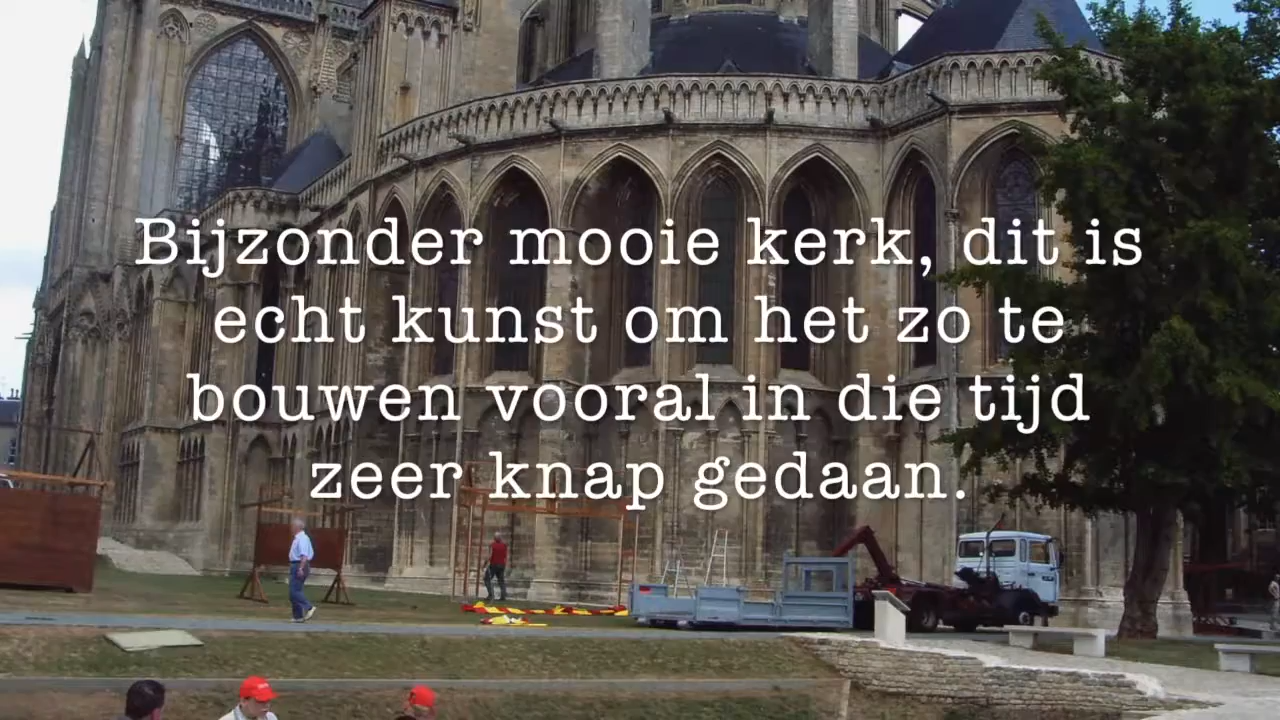 Bijzonder mooie kerk, dit is
echt kunst om het zo te
bouwen vooral in die tijd
zeer knap gedaan.